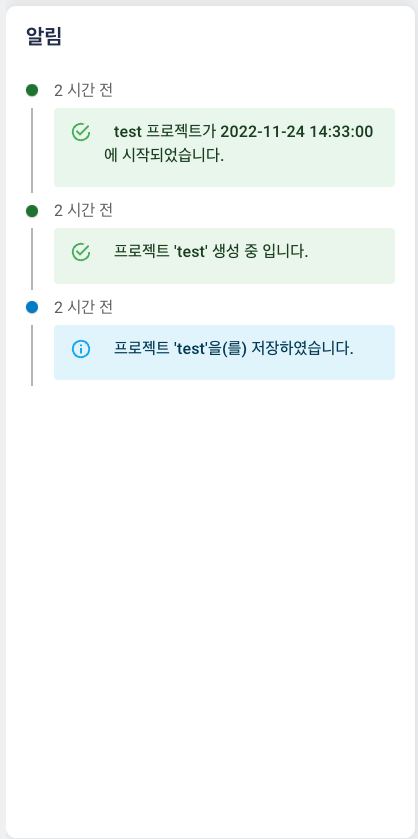 알림
2 시간 전
test 프로젝트가 2022-11-24 14:33:00
에 시작되었습니다.
2 시간 전
프로젝트 'test' 생성 중 입니다.
2 시간 전
프로젝트 'test'을(를) 저장하였습니다.